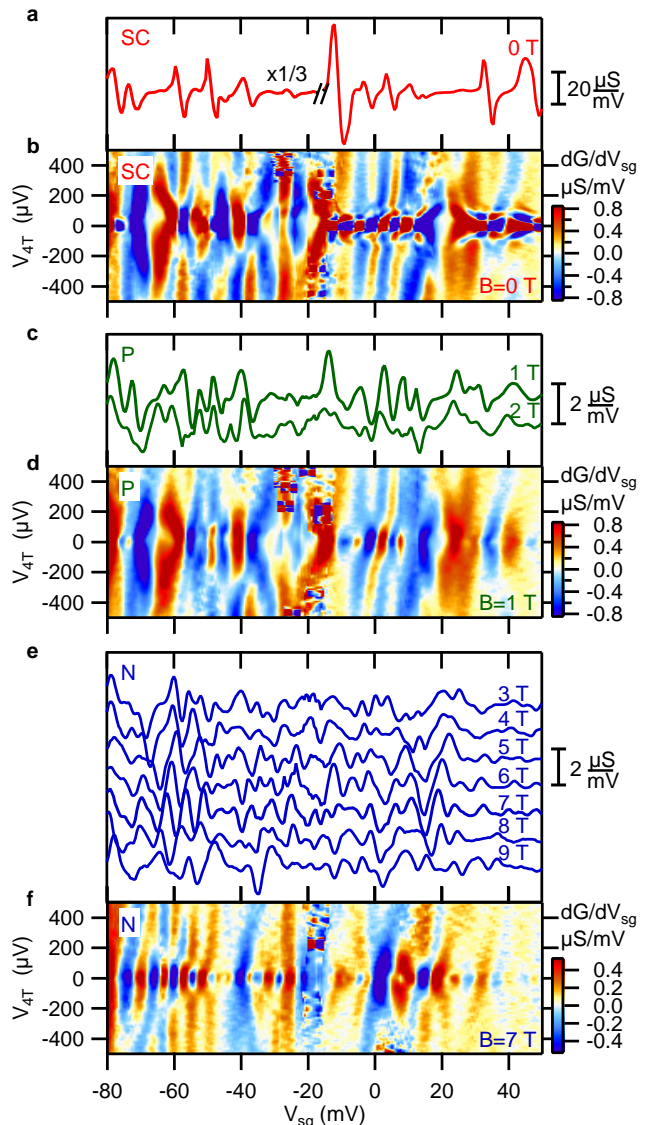 a
SC
x1/3
0 T
20 μS/mV
b
SC
B=0 T
400
200
0
-200
-400
V4T (μV)
dG/dVsg
μS/mV
0.8
0.4
0.0
-0.4
-0.8
c
P
1 T
2 T
2 μS/mV
d
P
B=1 T
400
200
0
-200
-400
V4T (μV)
dG/dVsg
μS/mV
0.8
0.4
0.0
-0.4
-0.8
e
N
3 T
4 T
5 T
6 T
7 T
8 T
9 T
2 μS/mV
f
N
B=7 T
400
200
0
-200
-400
V4T (μV)
dG/dVsg
μS/mV
0.4
0.2
0.0
-0.2
-0.4
-80 -60 -40 -20 0 20 40
Vsg (mV)